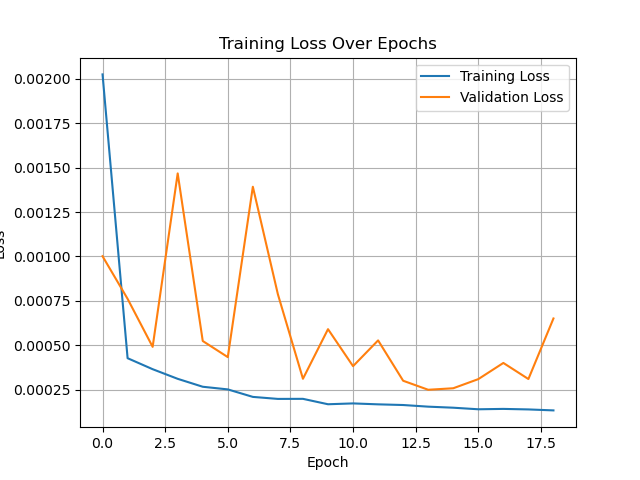 Training Loss Over Epochs
Training Loss
Validation Loss
0.00200
0.00175
0.00150
0.00125
0.00100
0.00075
0.00050
0.00025
Loss
0.0 2.5 5.0 7.5 10.0 12.5 15.0 17.5
Epoch